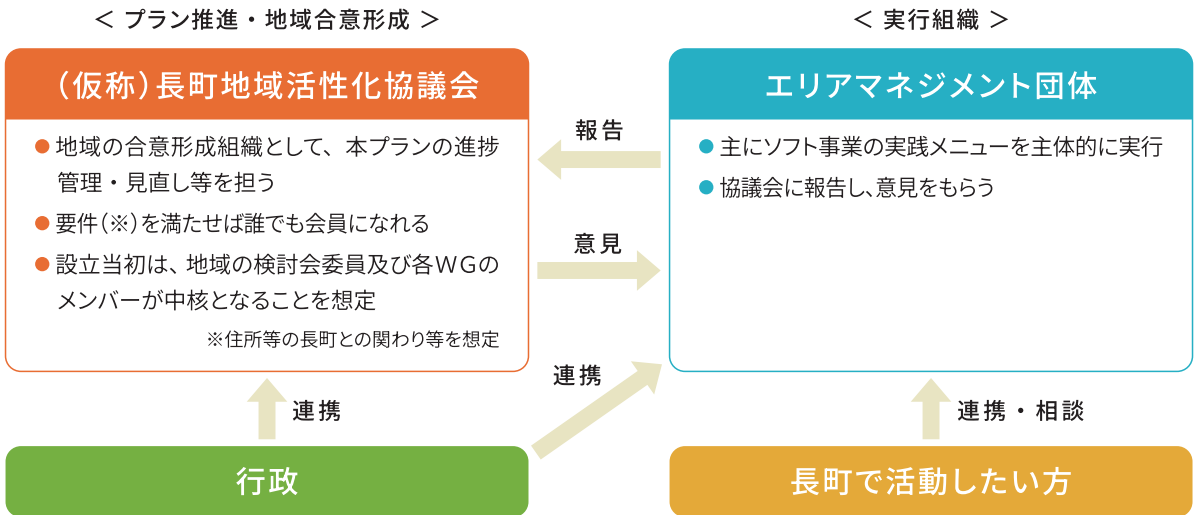 ＜ プラン推進・地域合意形成 ＞
（仮称）長町地域活性化協議会
● 地域の合意形成組織として、本プランの進捗
管理・見直し等を担う
● 要件（※）を満たせば誰でも会員になれる
● 設立当初は、地域の検討会委員及び各ＷＧの
メンバーが中核となることを想定
※住所等の長町との関わり等を想定
報告
意見
＜ 実行組織 ＞
エリアマネジメント団体
● 主にソフト事業の実践メニューを主体的に実行
● 協議会に報告し、意見をもらう
連携
連携
連携・相談
行政
長町で活動したい方